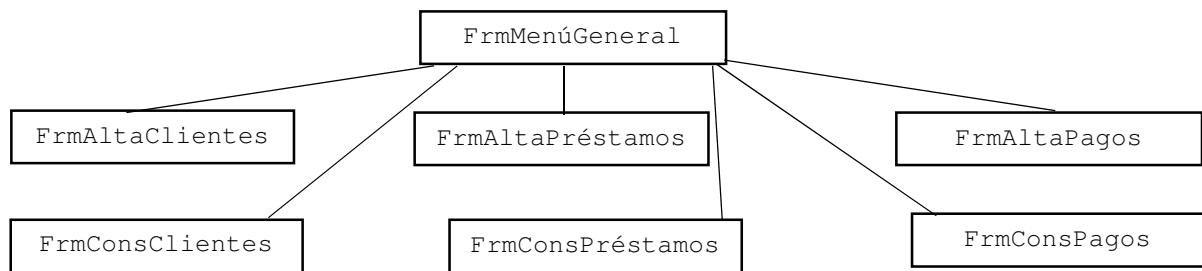 FrmMenúGeneral
FrmAltaClientes
FrmAltaPréstamos
FrmAltaPagos
FrmConsClientes
FrmConsPréstamos
FrmConsPagos